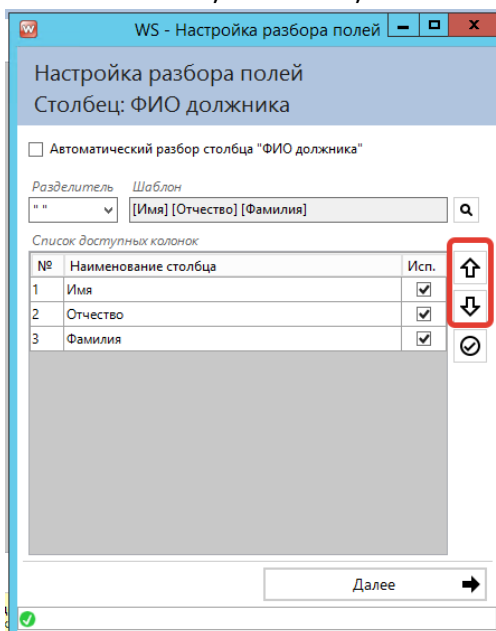 WS - Настройка разбора полей
Настройка разбора полей
Столбец: ФИО должника
Автоматический разбор столбца "ФИО должника"
Разделитель Шаблон
" " [Имя] [Отчество] [Фамилия]
Список доступных колонок
№ Наименование столбца Исп.
1 Имя
2 Отчество
3 Фамилия
Далее